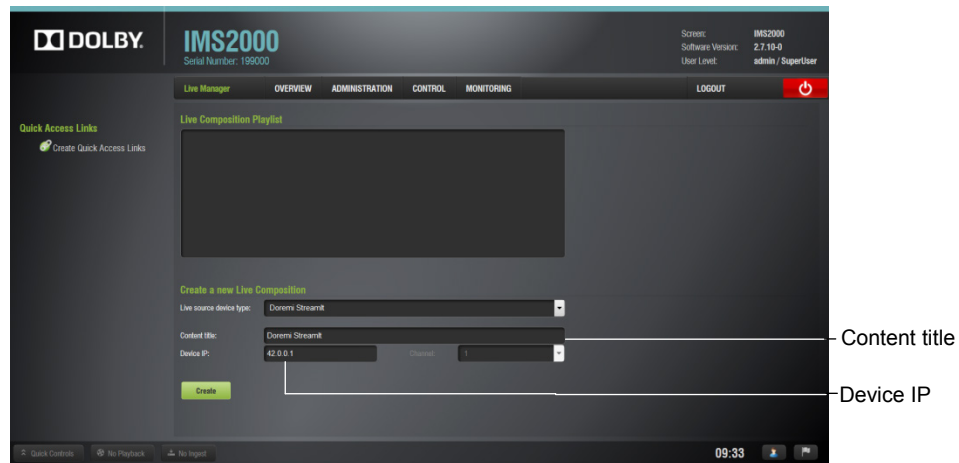 DOLBY.
IMS2000
Serial Number: 199000
Screen: IMS2000
Software Version: 2.7.10-0
User Level: admin / SuperUser
Live Manager OVERVIEW ADMINISTRATION CONTROL MONITORING LOGOUT
Quick Access Links
Create Quick Access Links
Live Composition Playlist
Create a new Live Composition
Live source device type: Doremi StreamIt
Content title: Doremi StreamIt
Device IP: 42.0.0.1 Channel: 1
Create
Content title
Device IP
Quick Controls No Playback No Ingest 09:33